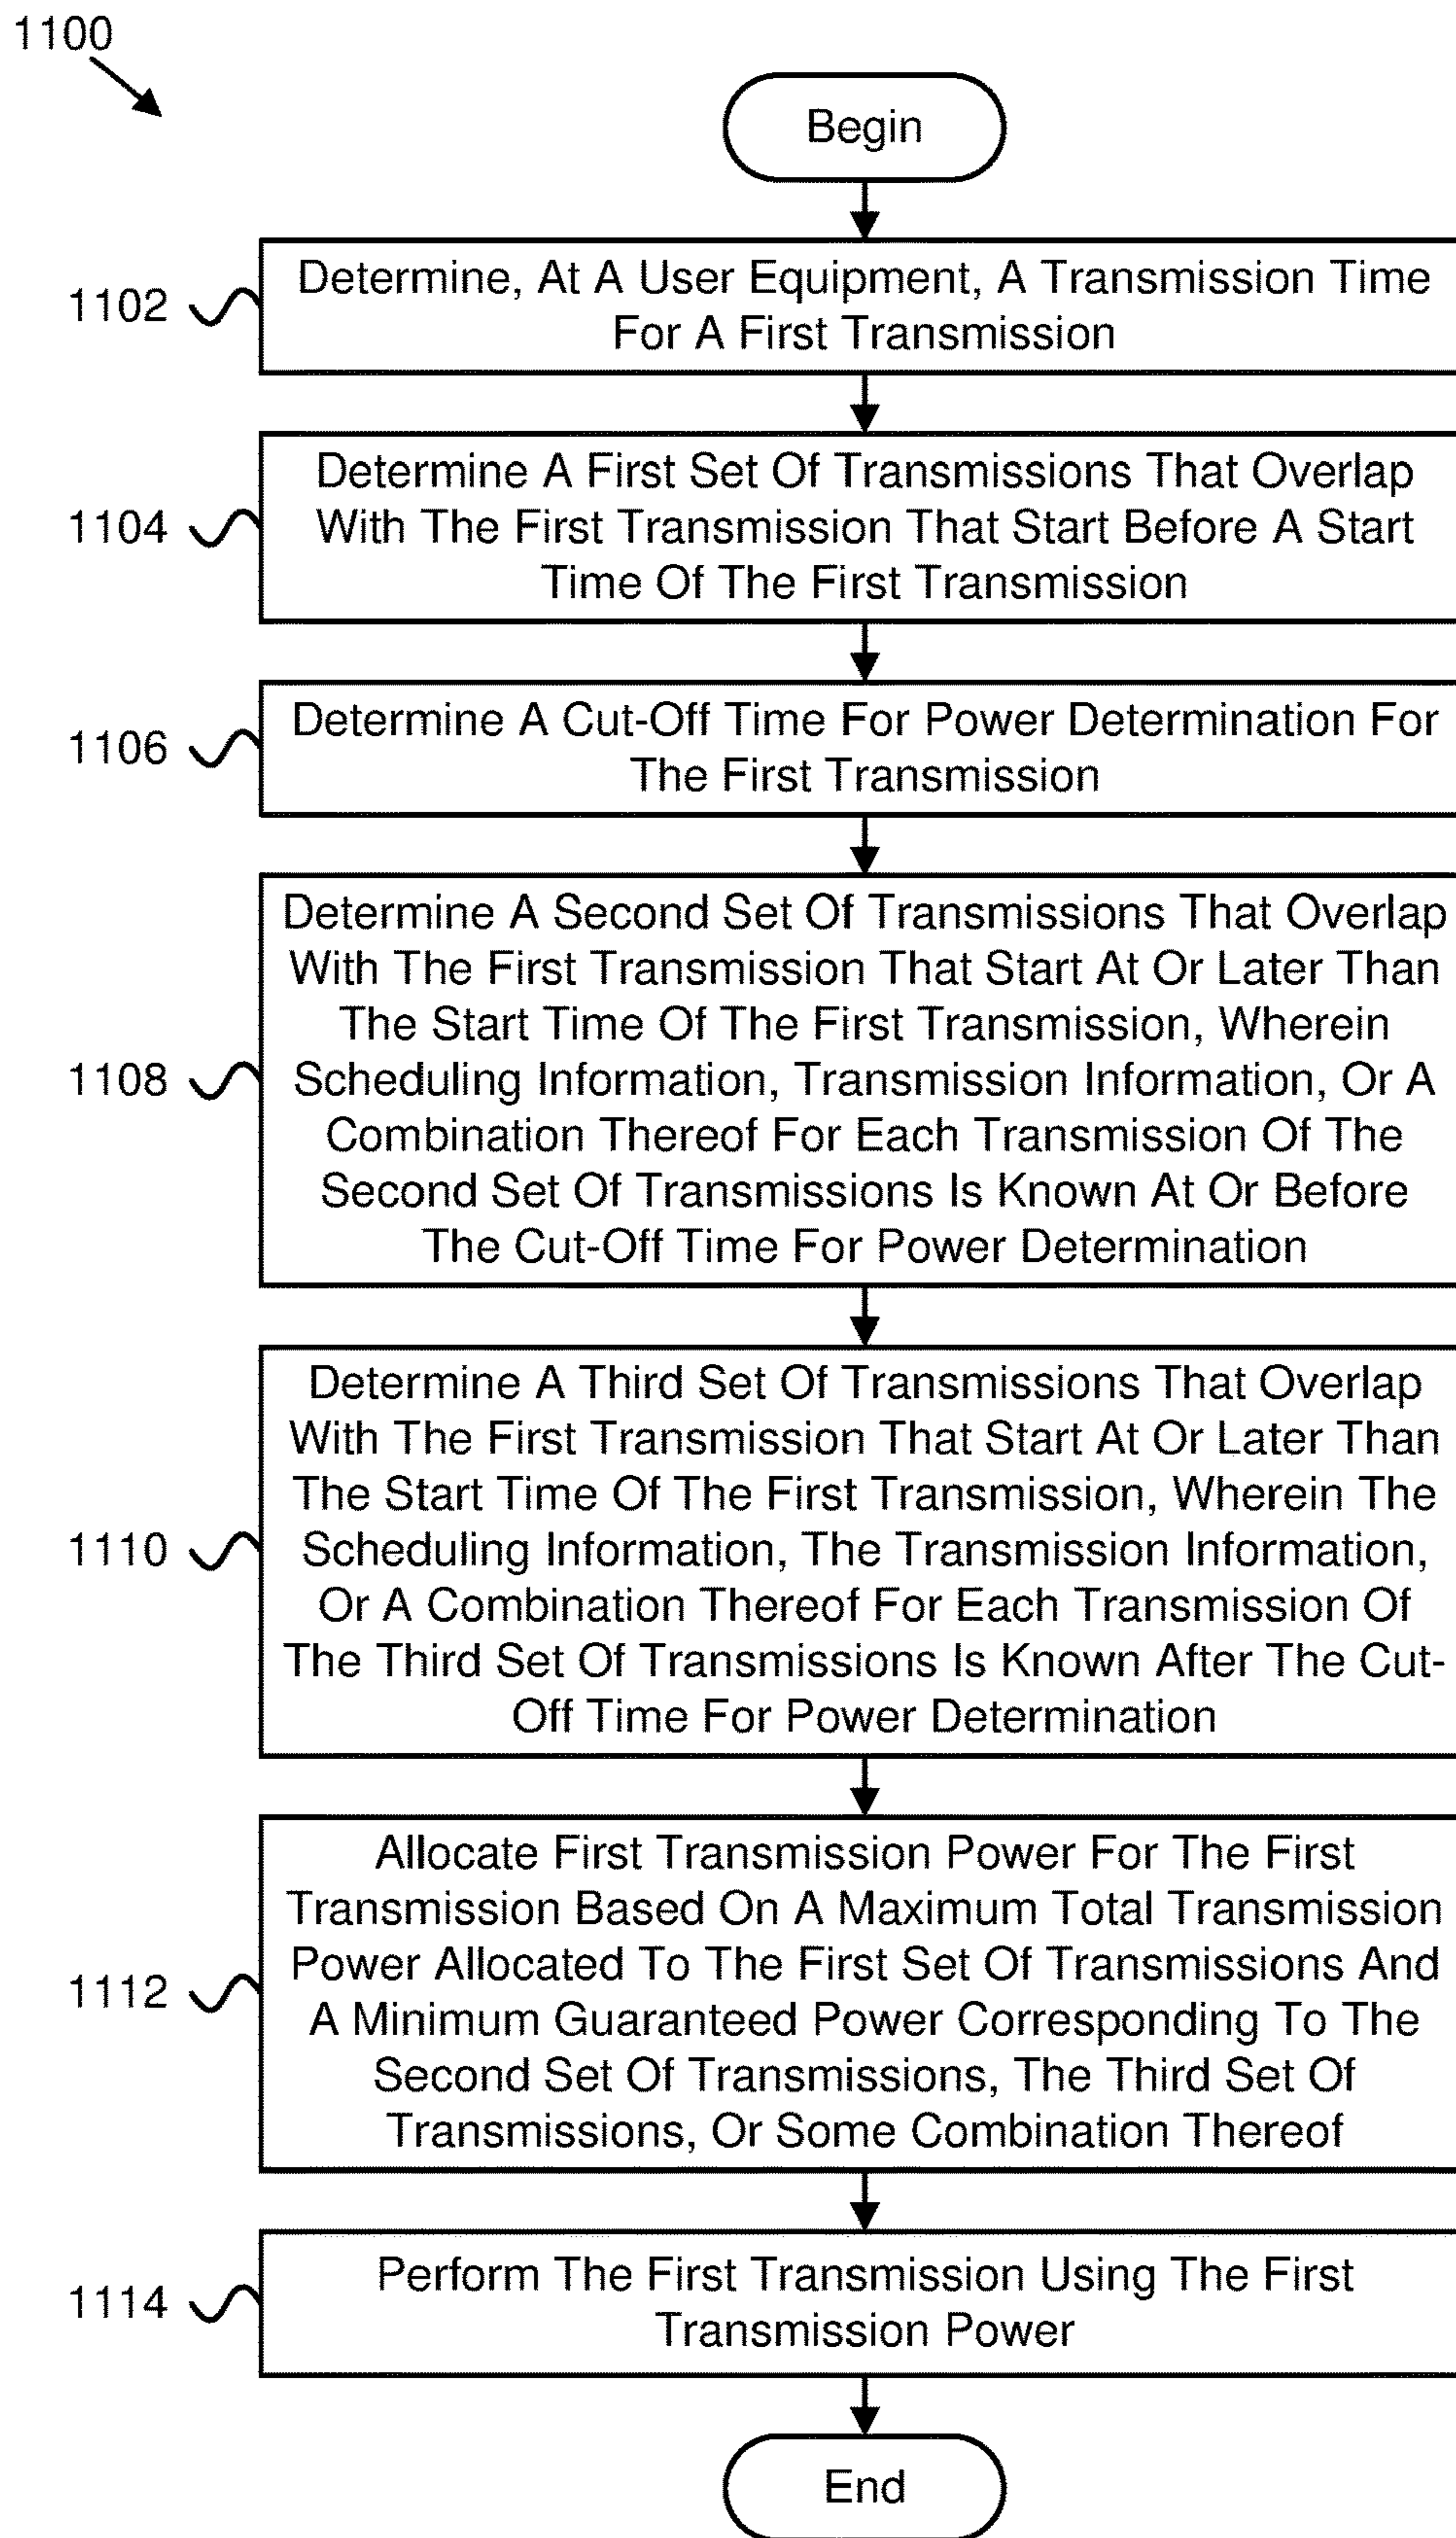 1100
Begin
1102
Determine, At A User Equipment, A Transmission Time
For A First Transmission
1104
Determine A First Set Of Transmissions That Overlap
With The First Transmission That Start Before A Start
Time Of The First Transmission
1106
Determine A Cut-Off Time For Power Determination For
The First Transmission
1108
Determine A Second Set Of Transmissions That Overlap
With The First Transmission That Start At Or Later Than
The Start Time Of The First Transmission, Wherein
Scheduling Information, Transmission Information, Or A
Combination Thereof For Each Transmission Of The
Second Set Of Transmissions Is Known At Or Before
The Cut-Off Time For Power Determination
1110
Determine A Third Set Of Transmissions That Overlap
With The First Transmission That Start At Or Later Than
The Start Time Of The First Transmission, Wherein The
Scheduling Information, The Transmission Information,
Or A Combination Thereof For Each Transmission Of
The Third Set Of Transmissions Is Known After The Cut-
Off Time For Power Determination
1112
Allocate First Transmission Power For The First
Transmission Based On A Maximum Total Transmission
Power Allocated To The First Set Of Transmissions And
A Minimum Guaranteed Power Corresponding To The
Second Set Of Transmissions, The Third Set Of
Transmissions, Or Some Combination Thereof
1114
Perform The First Transmission Using The First
Transmission Power
End